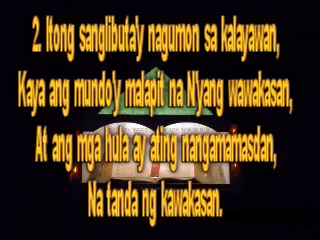 2. Itong sanglibuta'y nagumon sa kalayawan,
Kaya ang mundo'y malapit na N'yang wawakasan,
At ang mga hula ay ating nangamamasdan,
Na tanda ng kawakasan.